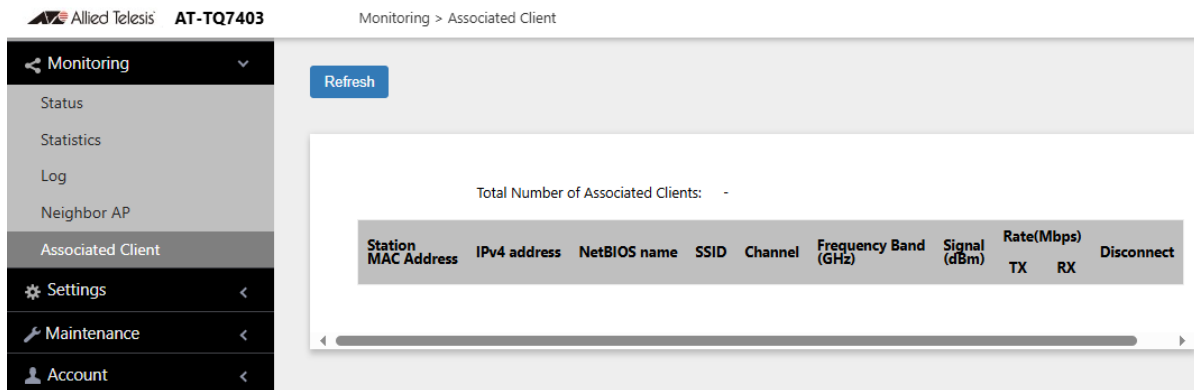 Allied Telesis AT-TQ7403
Monitoring > Associated Client
Monitoring
Status
Statistics
Log
Neighbor AP
Associated Client
Settings
Maintenance
Account
Refresh
Total Number of Associated Clients: -
Station MAC Address IPv4 address NetBIOS name SSID Channel Frequency Band (GHz) Signal (dBm) Rate(Mbps) Disconnect
TX RX